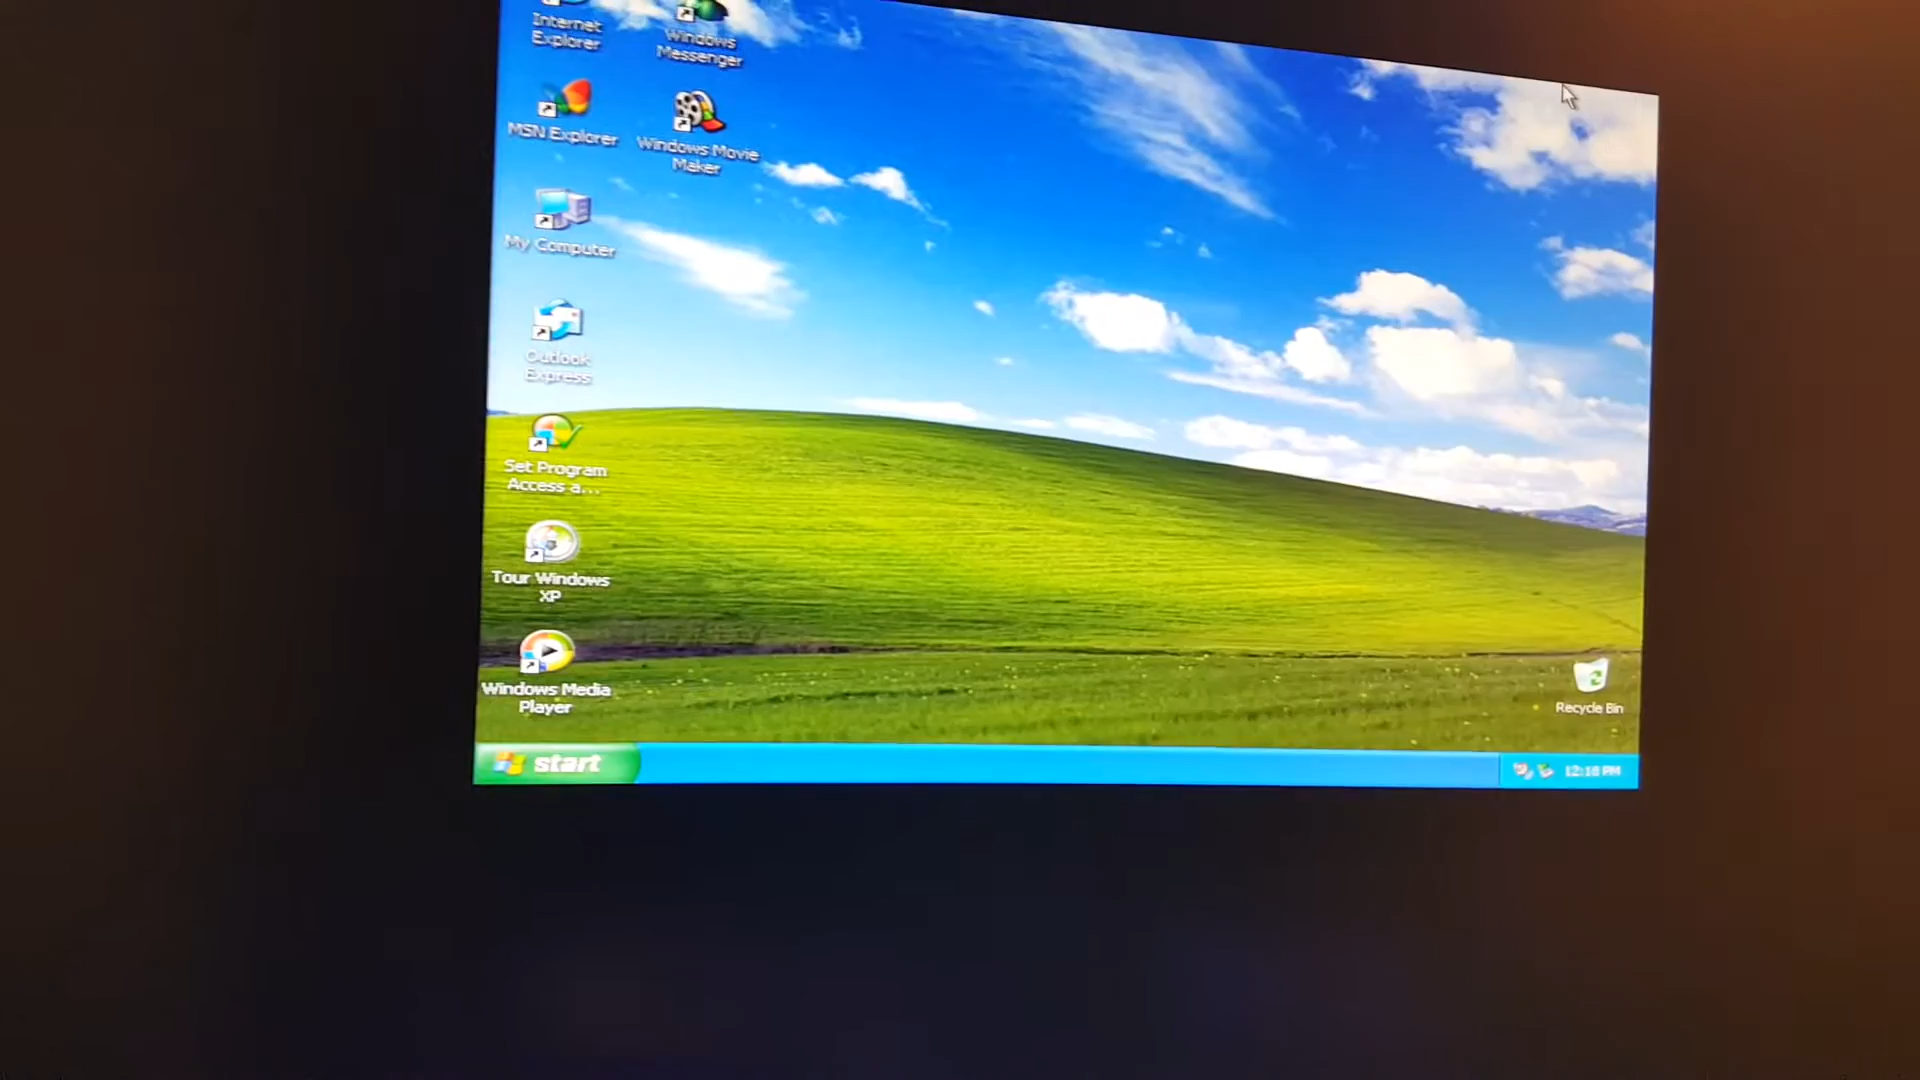 Internet
Explorer
Windows
Messenger
MSN Explorer
Windows Movie
Maker
My Computer
Outlook
Express
Set Program
Access a...
Tour Windows
XP
Windows Media
Player
Recycle Bin
start
12:18 PM